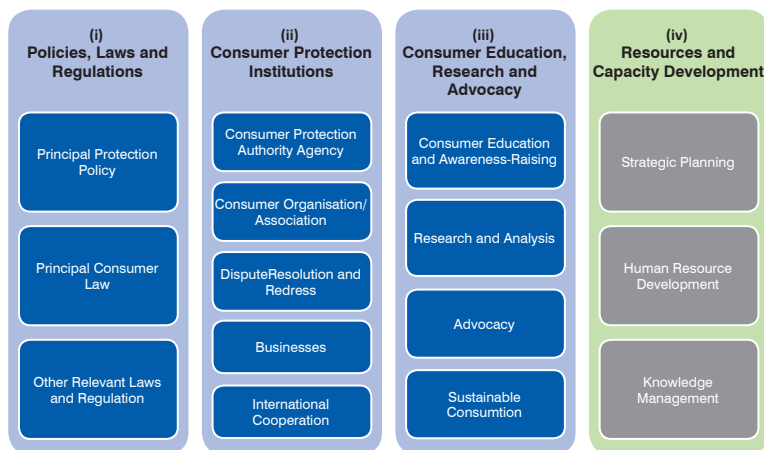 (i)
Policies, Laws and
Regulations
Principal Protection
Policy
Principal Consumer
Law
Other Relevant Laws
and Regulation
(ii)
Consumer Protection
Institutions
Consumer Protection
Authority Agency
Consumer Organisation/
Association
DisputeResolution and
Redress
Businesses
International
Cooperation
(iii)
Consumer Education,
Research and
Advocacy
Consumer Education
and Awareness-Raising
Research and Analysis
Advocacy
Sustainable
Consumtion
(iv)
Resources and
Capacity Development
Strategic Planning
Human Resource
Development
Knowledge
Management